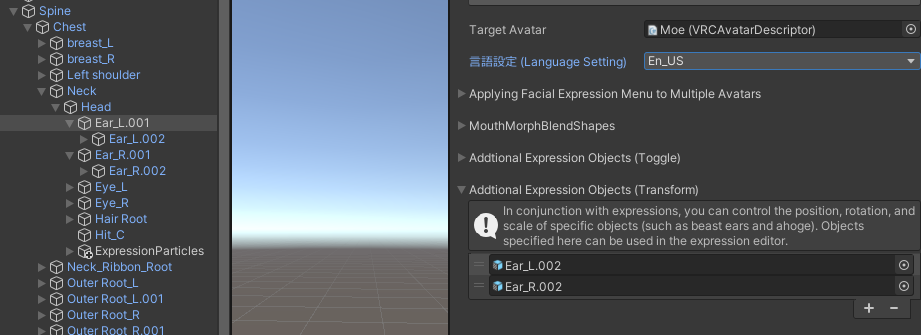 Spine
Chest
breast_L
breast_R
Left shoulder
Neck
Head
Ear_L.001
Ear_L.002
Ear_R.001
Ear_R.002
Eye_L
Eye_R
Hair Root
Hit_C
ExpressionParticles
Neck_Ribbon_Root
Outer Root_L
Outer Root_L.001
Outer Root_R
Outer Root_R.001
Target Avatar
Moe (VRCAvatarDescriptor)
言語設定 (Language Setting)
En_US
Applying Facial Expression Menu to Multiple Avatars
MouthMorphBlendShapes
Addtional Expression Objects (Toggle)
Addtional Expression Objects (Transform)
In conjunction with expressions, you can control the position, rotation, and
scale of specific objects (such as beast ears and ahoge). Objects
specified here can be used in the expression editor.
Ear_L.002
Ear_R.002